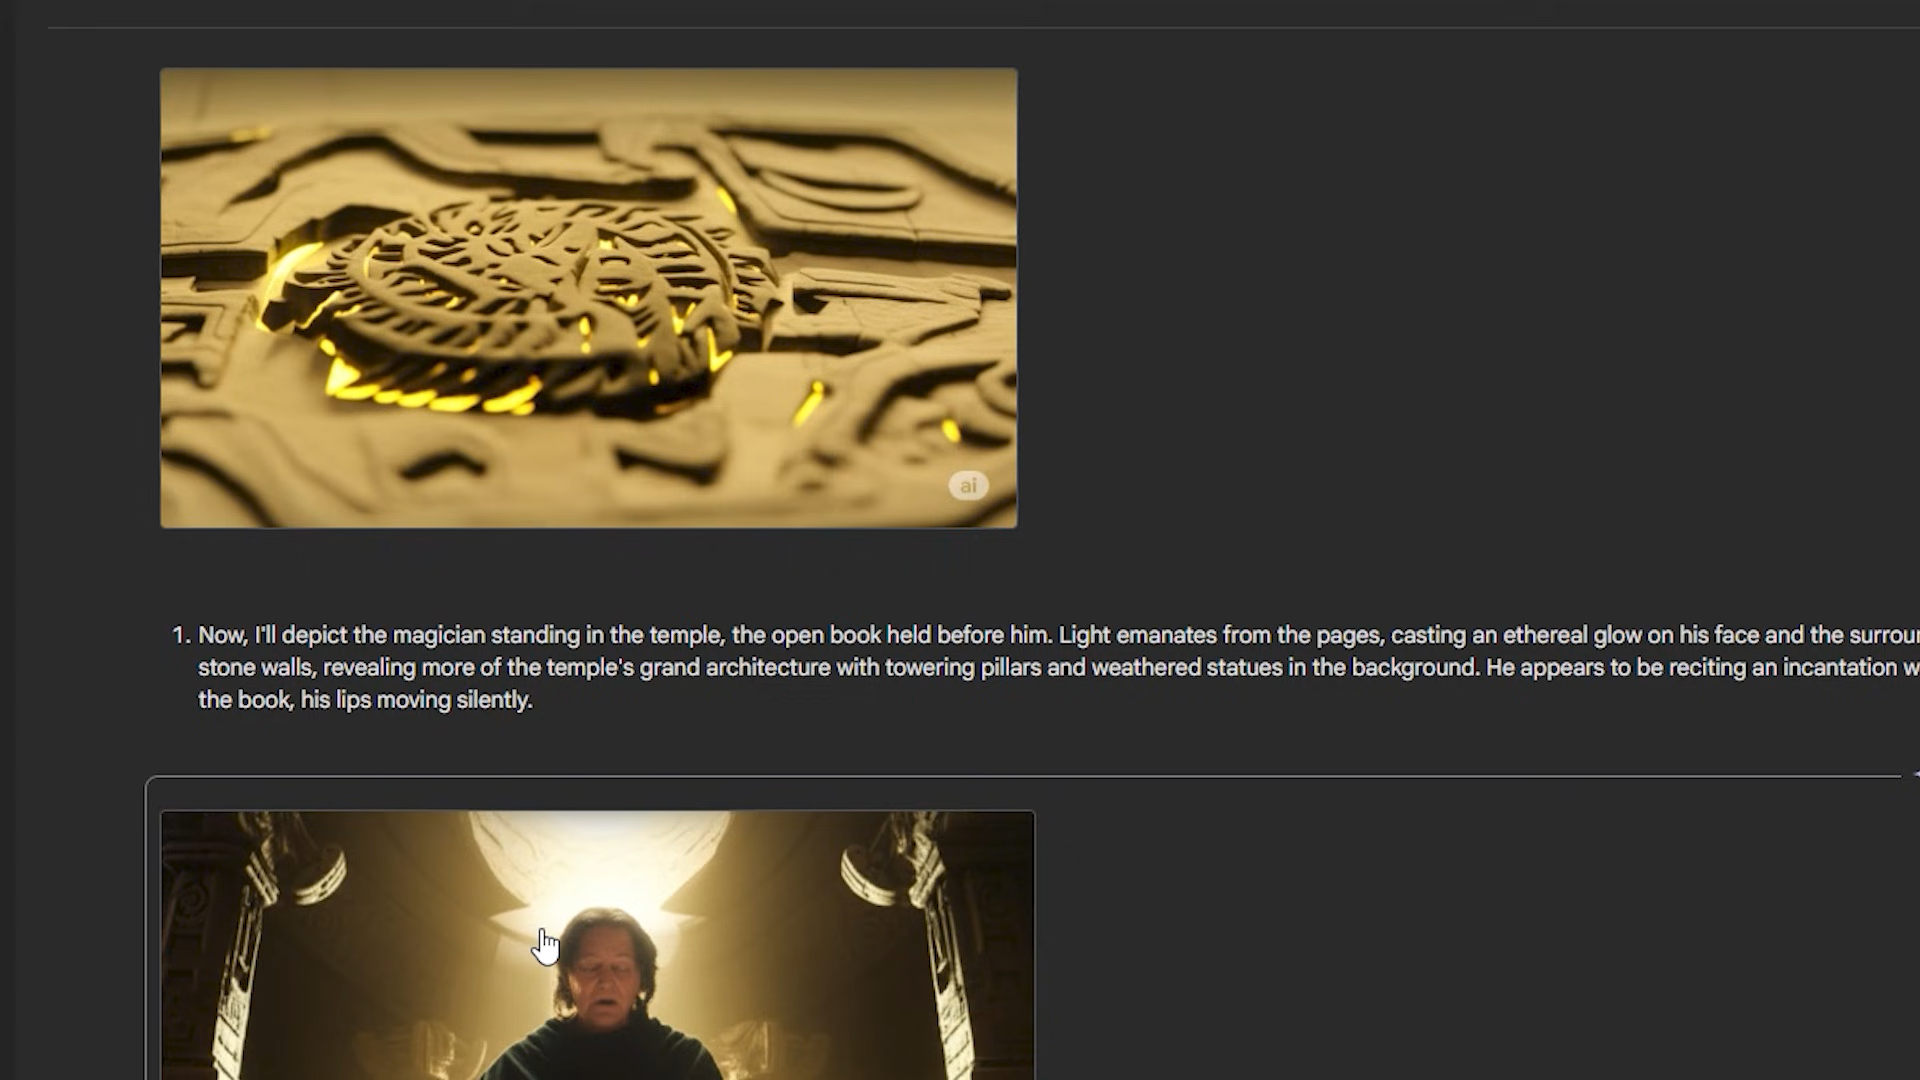 ai
1. Now, I'll depict the magician standing in the temple, the open book held before him. Light emanates from the pages, casting an ethereal glow on his face and the
stone walls, revealing more of the temple's grand architecture with towering pillars and weathered statues in the background. He appears to be reciting an incantation
the book, his lips moving silently.